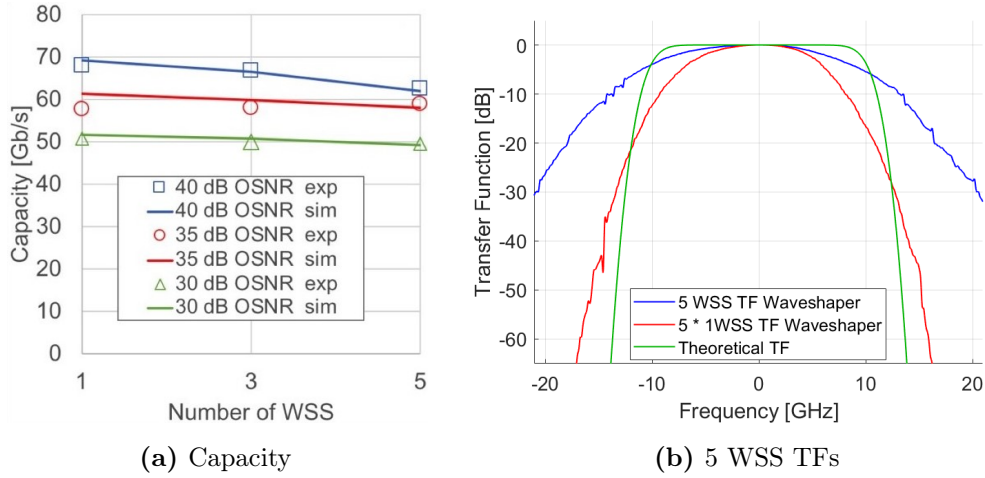 80
70
60
50
40
30
20
10
0
Capacity [Gb/s]
40 dB OSNR exp
40 dB OSNR sim
35 dB OSNR exp
35 dB OSNR sim
30 dB OSNR exp
30 dB OSNR sim
1
3
5
Number of WSS
(a) Capacity
0
-10
-20
-30
-40
-50
-60
Transfer Function [dB]
5 WSS TF Waveshaper
5 * 1WSS TF Waveshaper
Theoretical TF
-20
-10
0
10
20
Frequency [GHz]
(b) 5 WSS TFs